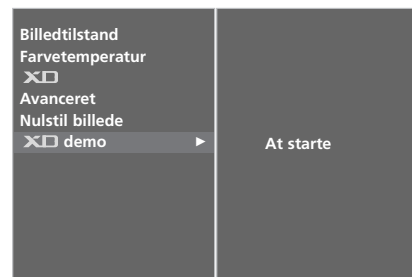 Billedtilstand
Farvetemperatur
XD
Avanceret
Nulstil billede
XD demo ►
At starte